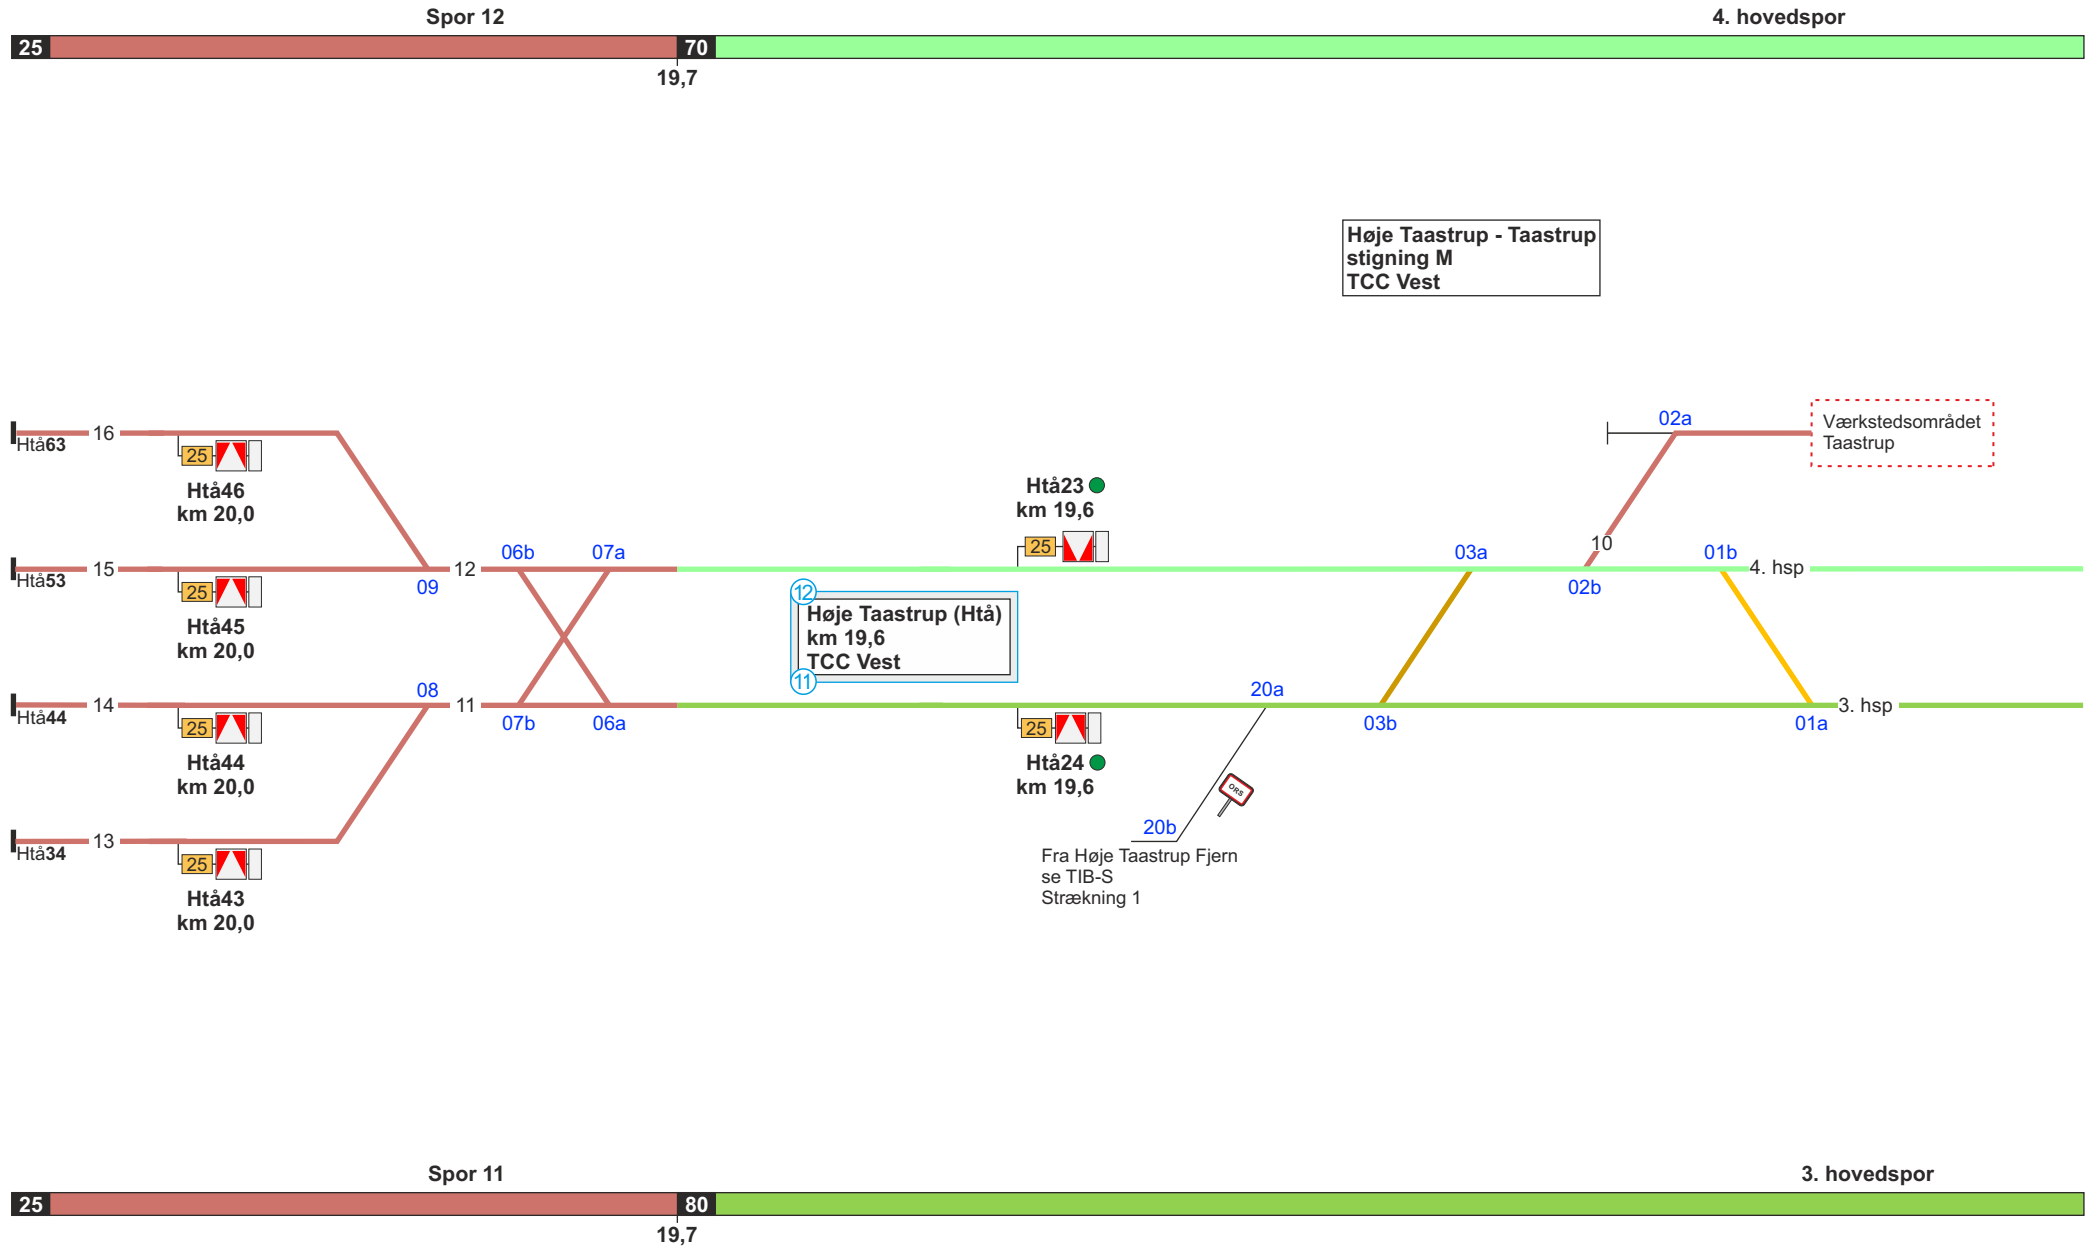 Spor 12
4. hovedspor
25
70
19,7
Høje Taastrup - Taastrup
stigning M
TCC Vest
02a
Værkstedsområdet
Taastrup
16
Htå63
25
Htå46
km 20,0
Htå23
km 19,6
25
10
06b
07a
03a
01b
15
12
4. hsp
Htå53
09
02b
25
Htå45
km 20,0
12
Høje Taastrup (Htå)
km 19,6
TCC Vest
11
08
20a
14
11
3. hsp
Htå44
07b
06a
03b
01a
25
25
Htå44
km 20,0
Htå24
km 19,6
ORS
20b
13
Htå34
Fra Høje Taastrup Fjern
se TIB-S
Strækning 1
25
Htå43
km 20,0
Spor 11
3. hovedspor
25
80
19,7